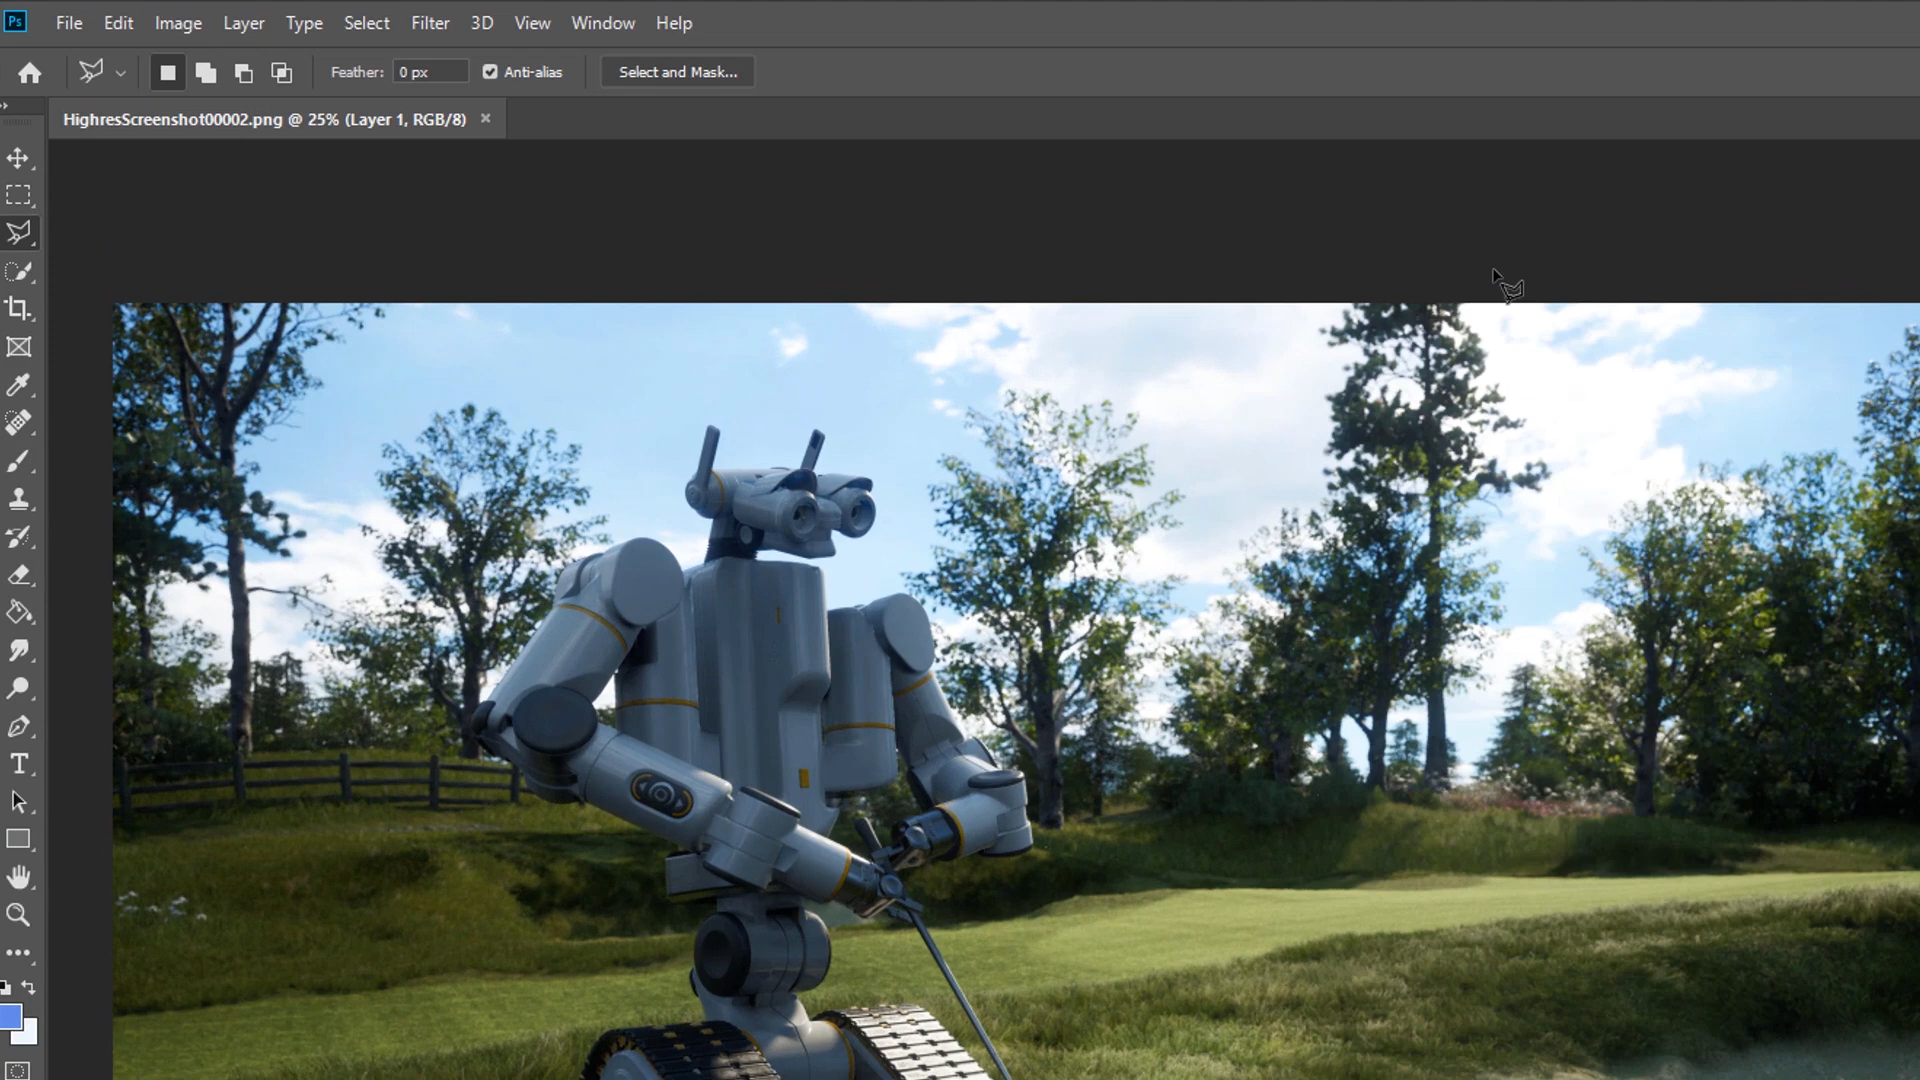 Ps File Edit Image Layer Type Select Filter 3D View Window Help
Feather: 0 px Anti-alias Select and Mask...
HighresScreenshot00002.png @ 25% (Layer 1, RGB/8) ×
T